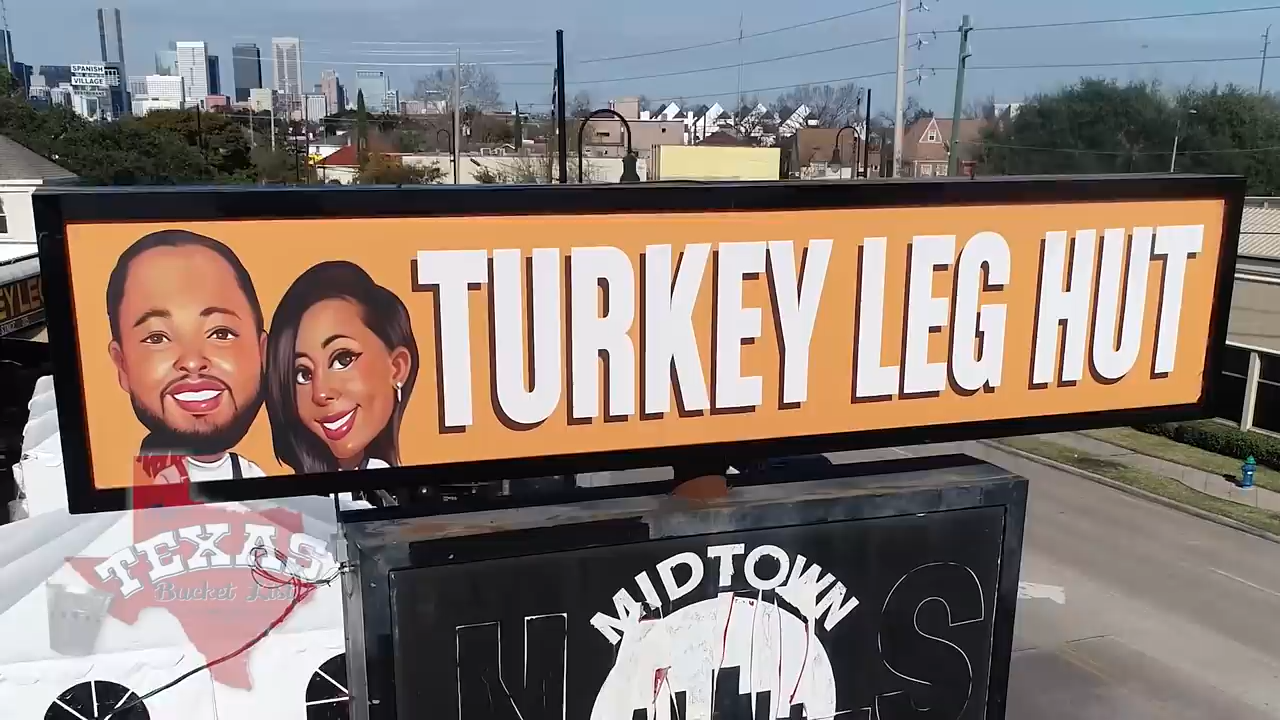 SPANISH
VILLAGE
TURKEY LEG HUT
TEXAS
Bucket List
MIDTOWN